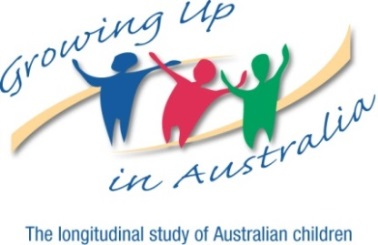 Growing Up
in Australia
The longitudinal study of Australian children